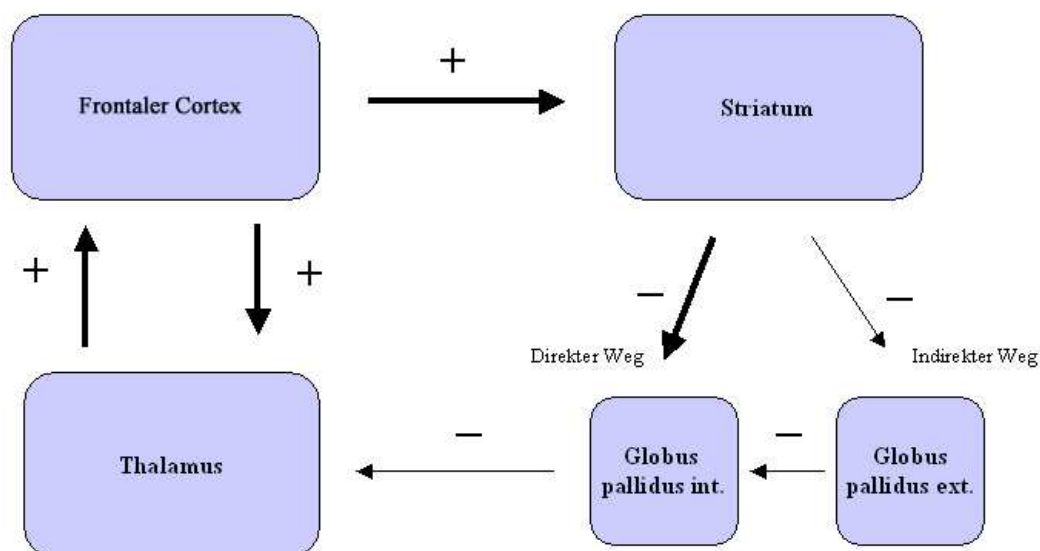 Frontaler Cortex
+
Striatum
+
+
−
−
Direkter Weg
Indirekter Weg
Thalamus
−
Globus
pallidus int.
−
Globus
pallidus ext.